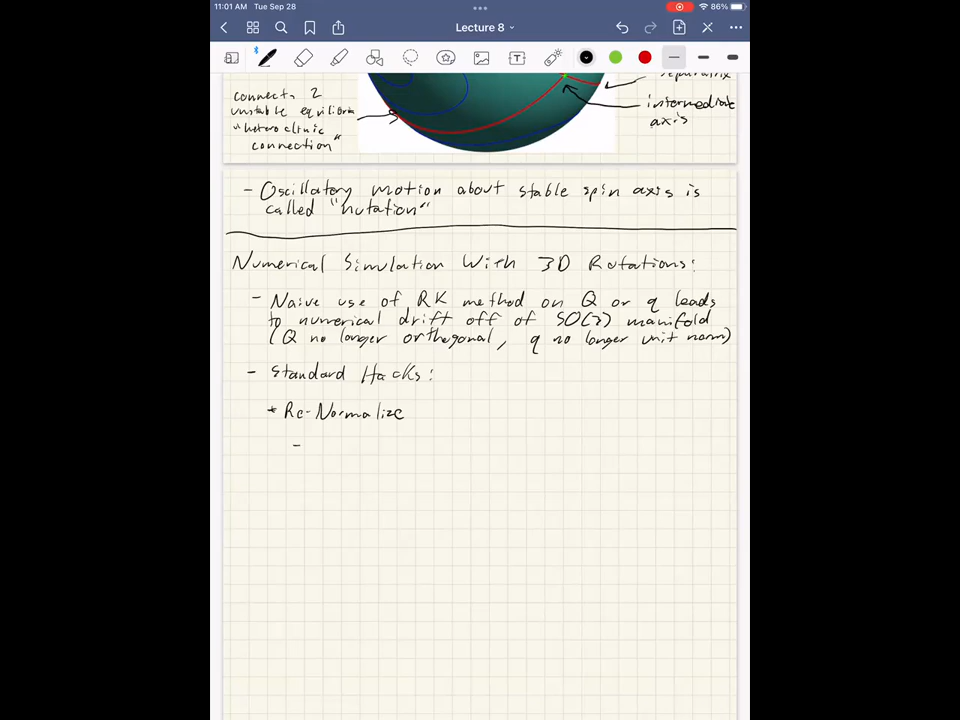 11:01 AM Tue Sep 28
86%
Lecture 8
separatrix
connects 2
unstable equilibria
"heteroclinic
connection"
intermediate
axis
- Oscillatory motion about stable spin axis is
called "nutation"
Numerical Simulation With 3D Rotations:
- Naive use of RK method on Q or q leads
to numerical drift off of SO(3) manifold
(Q no longer orthogonal, q no longer unit norm)
- Standard Hacks:
* Re-Normalize
-